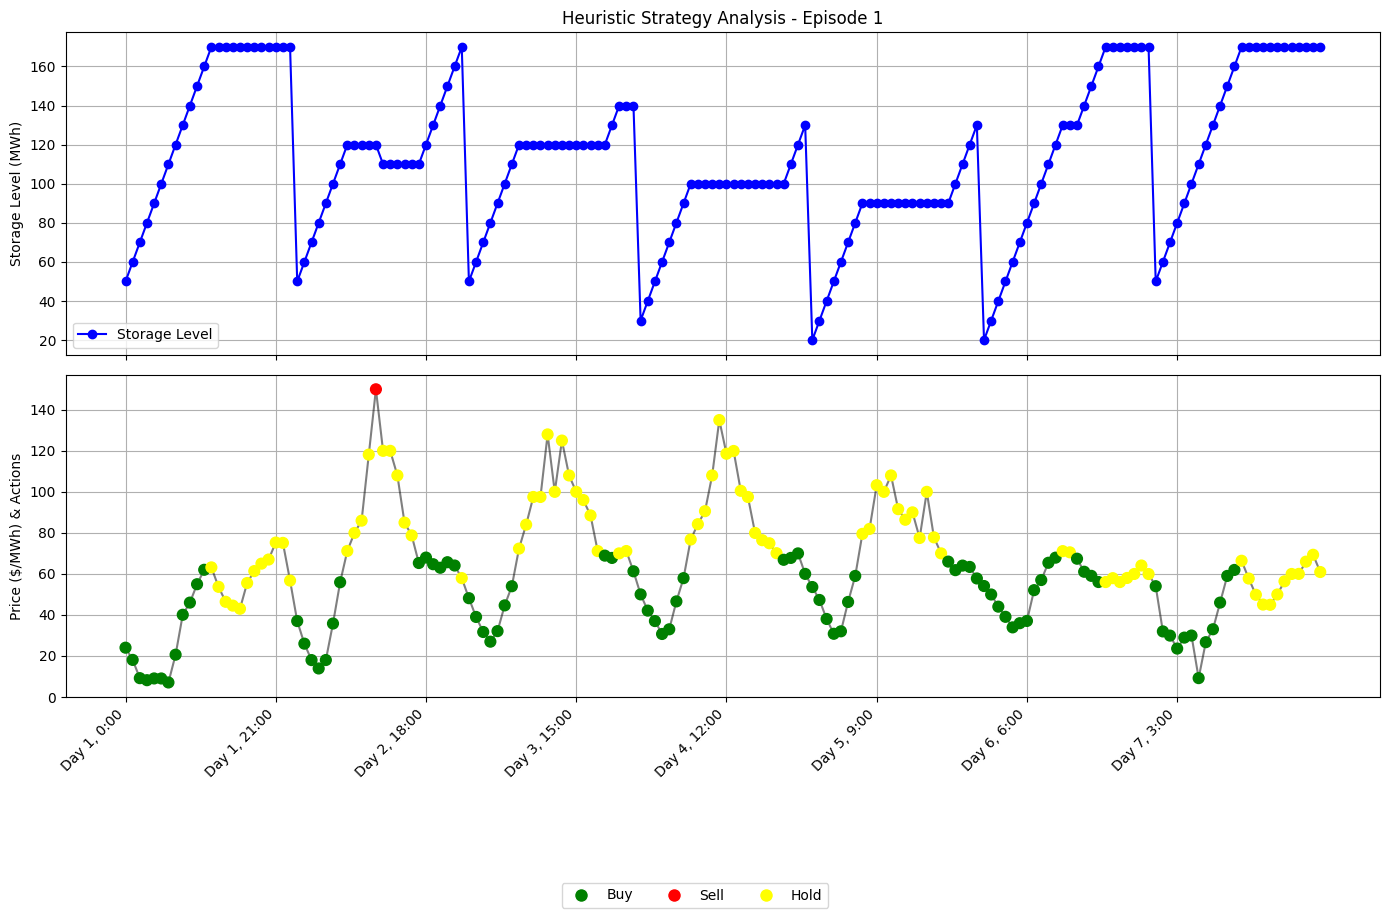 Heuristic Strategy Analysis - Episode 1
Storage Level (MWh)
160
140
120
100
80
60
40
20
Storage Level
Price ($/MWh) & Actions
140
120
100
80
60
40
20
0
Day 1, 0:00
Day 1, 21:00
Day 2, 18:00
Day 3, 15:00
Day 4, 12:00
Day 5, 9:00
Day 6, 6:00
Day 7, 3:00
Buy
Sell
Hold